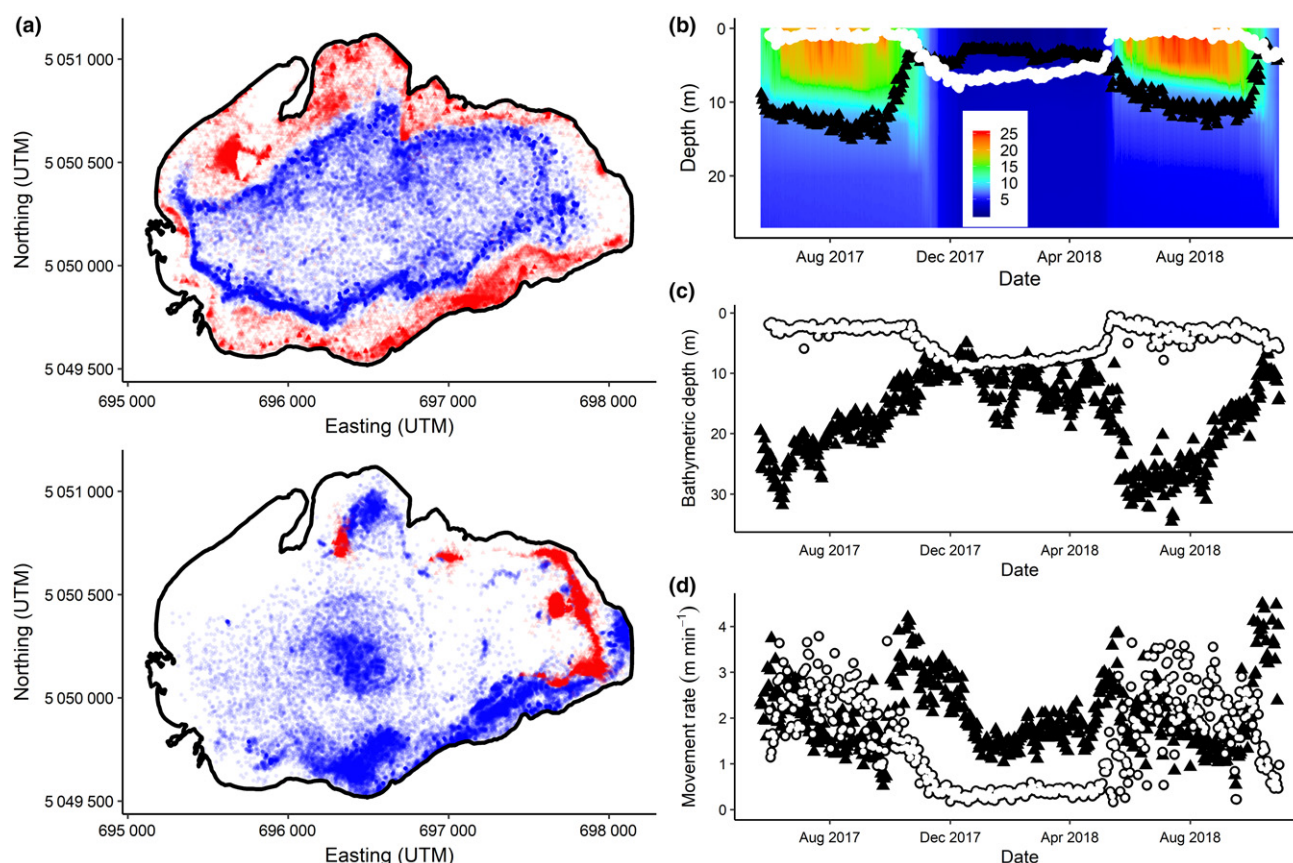 (a)
5 051 000
5 050 500
5 050 000
5 049 500
Northing (UTM)
695 000 696 000 697 000 698 000
Easting (UTM)
5 051 000
5 050 500
5 050 000
5 049 500
Northing (UTM)
695 000 696 000 697 000 698 000
Easting (UTM)
(b)
0
10
20
Depth (m)
25
20
15
10
5
Aug 2017 Dec 2017 Apr 2018 Aug 2018
Date
(c)
0
10
20
30
Bathymetric depth (m)
Aug 2017 Dec 2017 Apr 2018 Aug 2018
Date
(d)
4
3
2
1
0
Movement rate (m min⁻¹)
Aug 2017 Dec 2017 Apr 2018 Aug 2018
Date